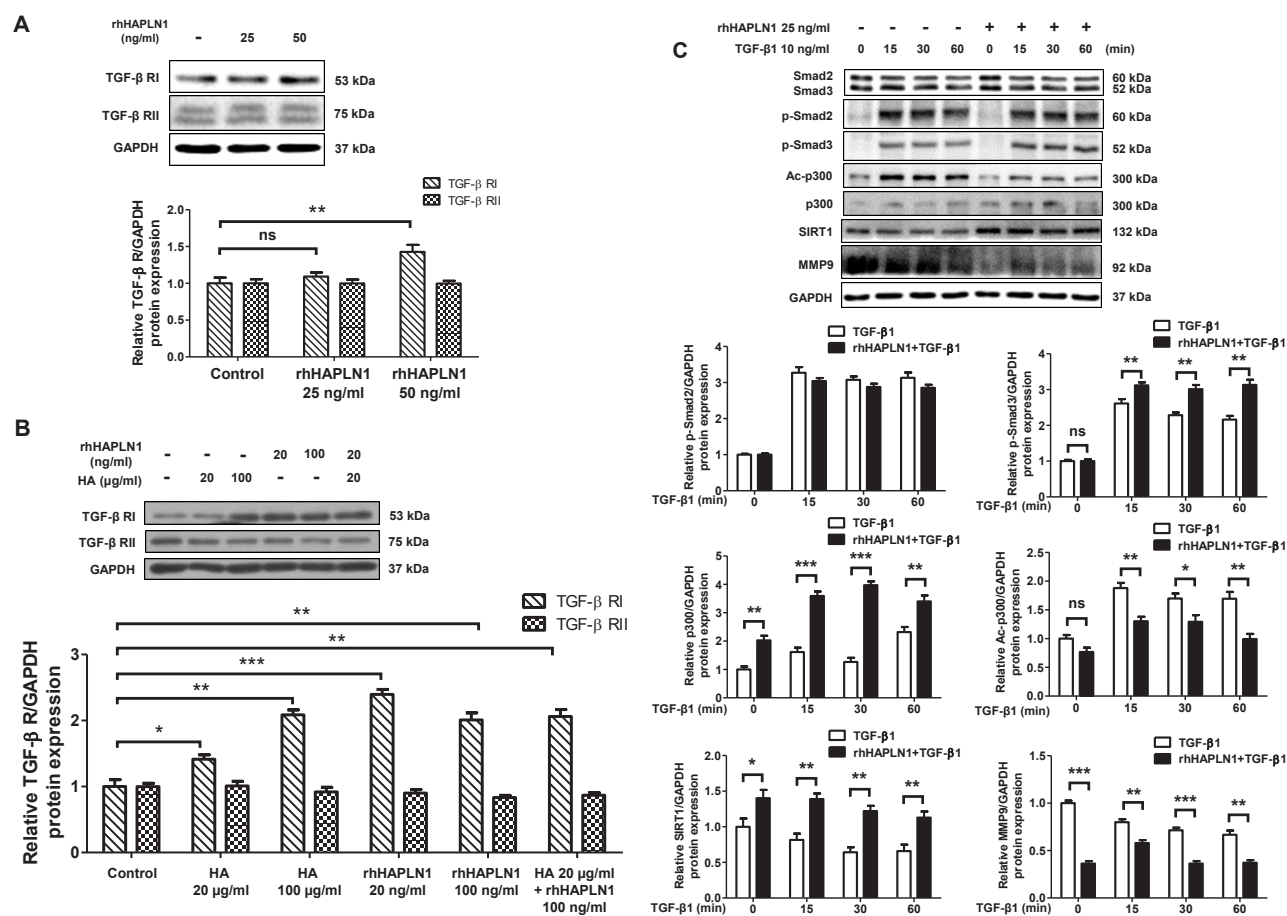 A
rhHAPLN1
(ng/ml)
- 25 50
TGF-β RI 53 kDa
TGF-β RII 75 kDa
GAPDH 37 kDa
TGF-β RI
TGF-β RII
Relative TGF-β R/GAPDH
protein expression
2.0
1.5
1.0
0.5
0.0
**
ns
Control rhHAPLN1 rhHAPLN1
25 ng/ml 50 ng/ml
B
rhHAPLN1
(ng/ml)
- - - 20 100 20
HA (µg/ml) - 20 100 - - 20
TGF-β RI 53 kDa
TGF-β RII 75 kDa
GAPDH 37 kDa
TGF-β RI
TGF-β RII
Relative TGF-β R/GAPDH
protein expression
3
2
1
0
**
**
***
**
*
Control HA HA rhHAPLN1 rhHAPLN1 HA 20 µg/ml
20 µg/ml 100 µg/ml 20 ng/ml 100 ng/ml + rhHAPLN1
100 ng/ml
C
rhHAPLN1 25 ng/ml - - - - + + + +
TGF-β1 10 ng/ml 0 15 30 60 0 15 30 60 (min)
Smad2 60 kDa
Smad3 52 kDa
p-Smad2 60 kDa
p-Smad3 52 kDa
Ac-p300 300 kDa
p300 300 kDa
SIRT1 132 kDa
MMP9 92 kDa
GAPDH 37 kDa
TGF-β1
rhHAPLN1+TGF-β1
Relative p-Smad2/GAPDH
protein expression
4
3
2
1
0
TGF-β1 (min) 0 15 30 60
TGF-β1
rhHAPLN1+TGF-β1
Relative p-Smad3/GAPDH
protein expression
4
3
2
1
0
ns ** ** **
TGF-β1 (min) 0 15 30 60
TGF-β1
rhHAPLN1+TGF-β1
Relative p300/GAPDH
protein expression
5
4
3
2
1
0
** *** *** **
TGF-β1 (min) 0 15 30 60
TGF-β1
rhHAPLN1+TGF-β1
Relative Ac-p300/GAPDH
protein expression
2.5
2.0
1.5
1.0
0.5
0.0
ns ** * **
TGF-β1 (min) 0 15 30 60
TGF-β1
rhHAPLN1+TGF-β1
Relative SIRT1/GAPDH
protein expression
2.0
1.5
1.0
0.5
0.0
* ** ** **
TGF-β1 (min) 0 15 30 60
TGF-β1
rhHAPLN1+TGF-β1
Relative MMP9/GAPDH
protein expression
1.5
1.0
0.5
0.0
*** ** *** **
TGF-β1 (min) 0 15 30 60